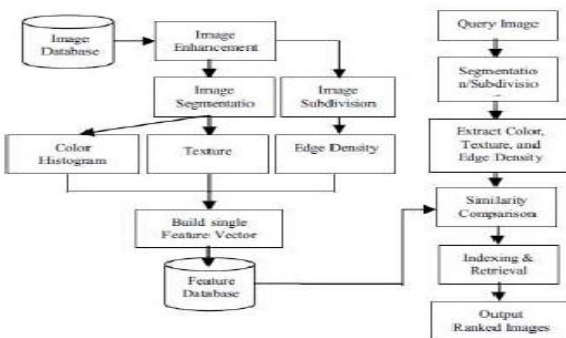 Image
Database
Image
Enhancement
Image
Segmentatio
Image
Subdivision
Color
Histogram
Texture
Edge Density
Build single
Feature Vector
Feature
Database
Query Image
Segmentatio
n/Subdivisio
Extract Color,
Texture, and
Edge Density
Similarity
Comparison
Indexing &
Retrieval
Output
Ranked Images